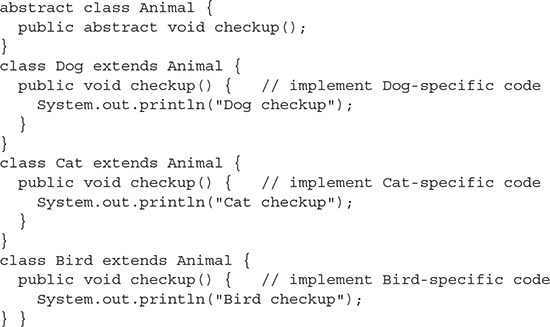 abstract class Animal {
  public abstract void checkup();
}
class Dog extends Animal {
  public void checkup() {   // implement Dog-specific code
    System.out.println("Dog checkup");
  }
}
class Cat extends Animal {
  public void checkup() {   // implement Cat-specific code
    System.out.println("Cat checkup");
  }
}
class Bird extends Animal {
  public void checkup() {   // implement Bird-specific code
    System.out.println("Bird checkup");
} }